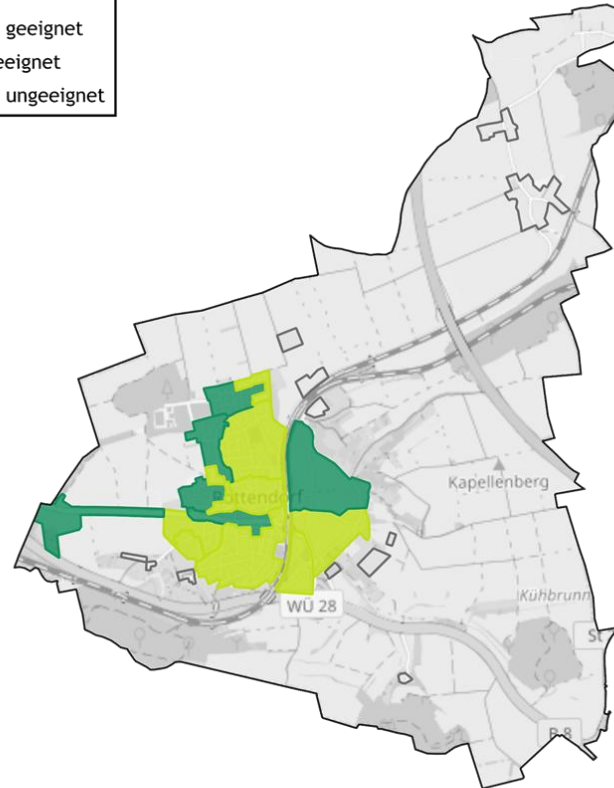 geeignet
eeignet
ungeeignet
Kapellenberg
Rottendorf
Kühbrunn
WÜ 28
St
B 8